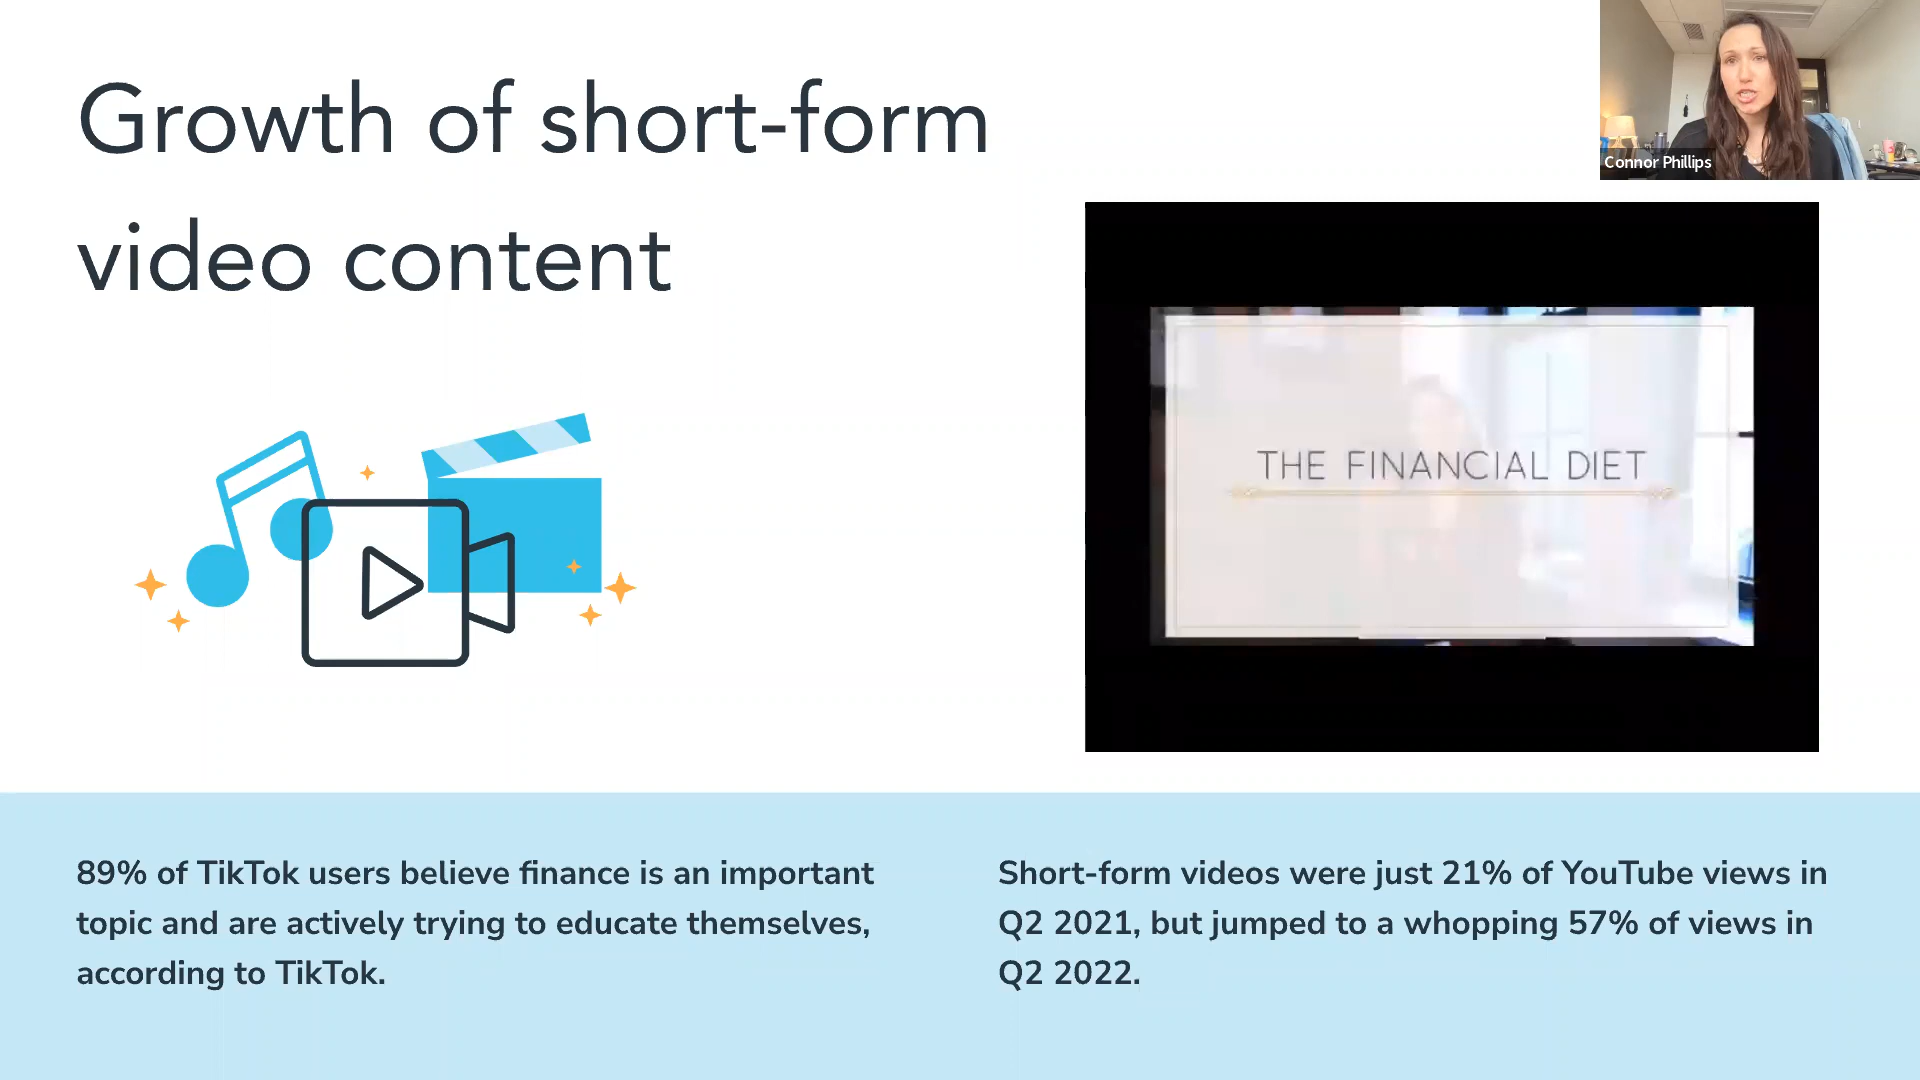 Growth of short-form
video content
Connor Phillips
THE FINANCIAL DIET
89% of TikTok users believe finance is an important
topic and are actively trying to educate themselves,
according to TikTok.
Short-form videos were just 21% of YouTube views in
Q2 2021, but jumped to a whopping 57% of views in
Q2 2022.